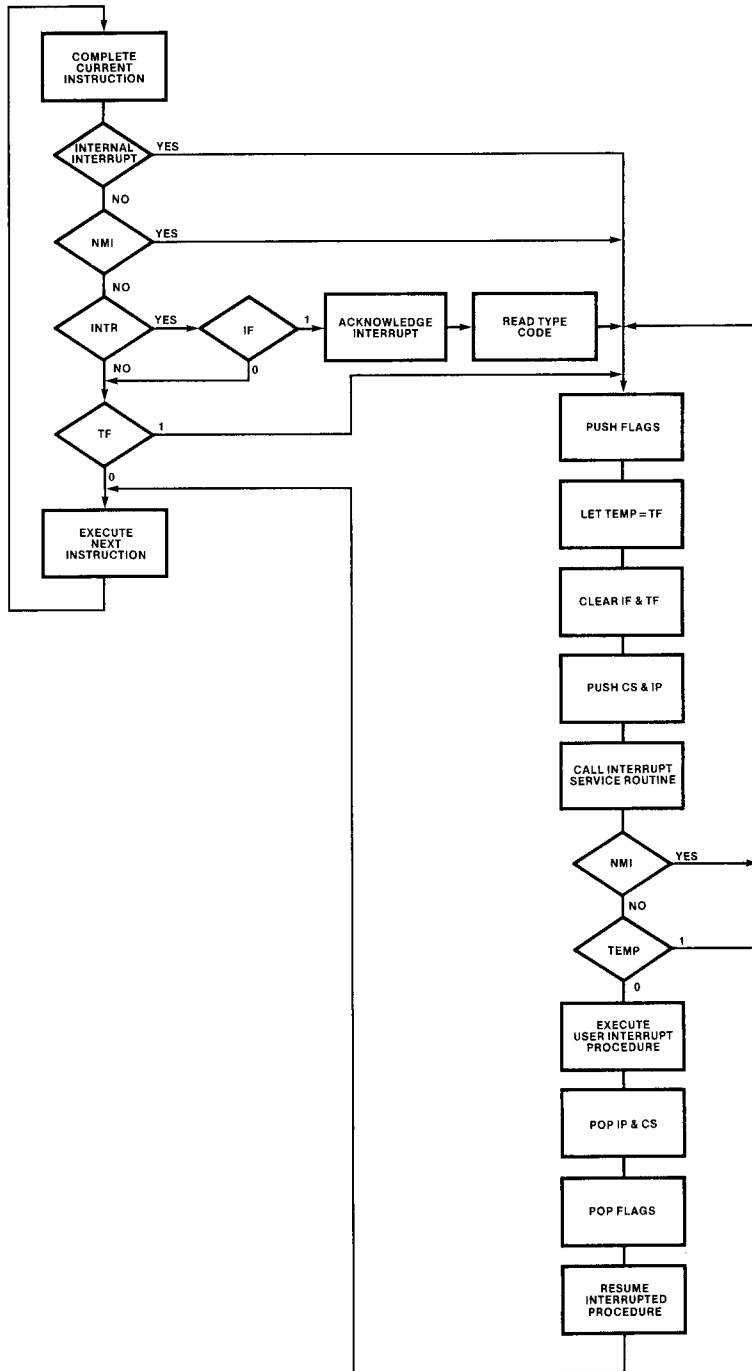 COMPLETE
CURRENT
INSTRUCTION
INTERNAL
INTERRUPT
YES
NO
NMI
YES
NO
INTR
YES
IF
1
ACKNOWLEDGE
INTERRUPT
READ TYPE
CODE
NO
0
TF
1
0
EXECUTE
NEXT
INSTRUCTION
PUSH FLAGS
LET TEMP = TF
CLEAR IF & TF
PUSH CS & IP
CALL INTERRUPT
SERVICE ROUTINE
NMI
YES
NO
TEMP
1
0
EXECUTE
USER INTERRUPT
PROCEDURE
POP IP & CS
POP FLAGS
RESUME
INTERRUPTED
PROCEDURE